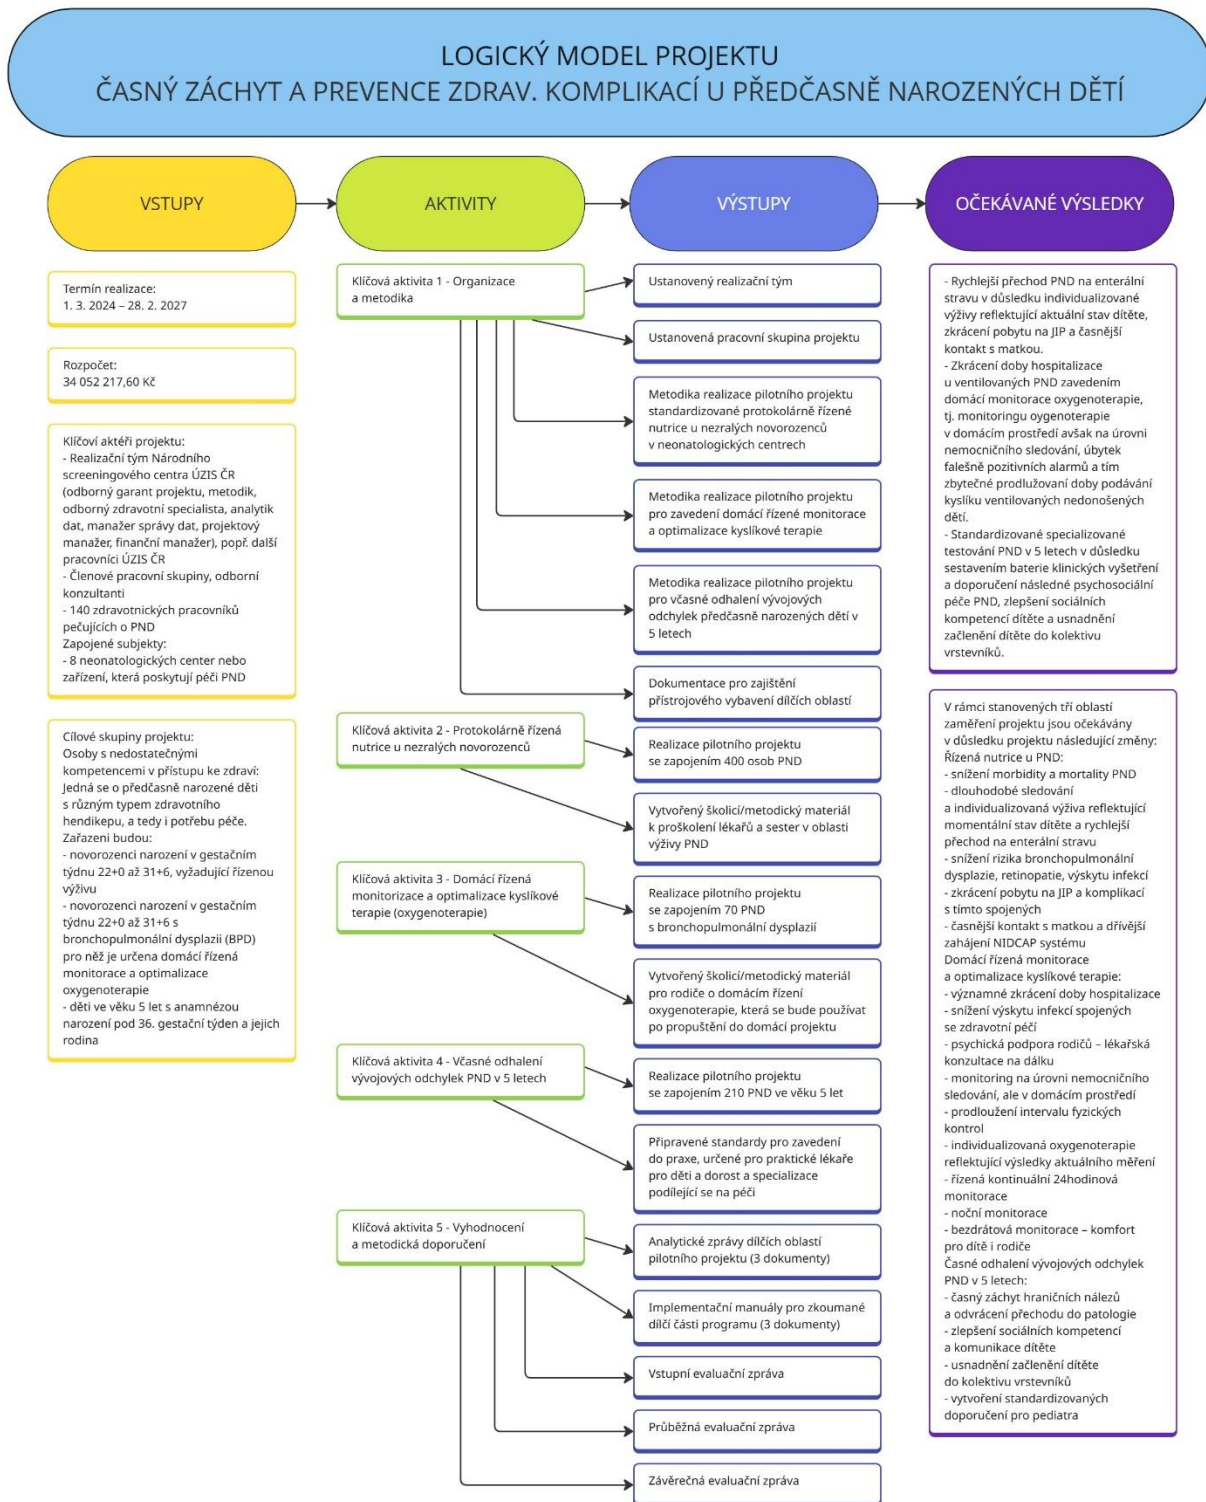 LOGICKÝ MODEL PROJEKTU
ČASNÝ ZÁCHYT A PREVENCE ZDRAV. KOMPLIKACÍ U PŘEDČASNĚ NAROZENÝCH DĚTÍ
VSTUPY
AKTIVITY
VÝSTUPY
OČEKÁVANÉ VÝSLEDKY
Termín realizace:
1. 3. 2024 – 28. 2. 2027
Rozpočet:
34 052 217,60 Kč
Klíčoví aktéři projektu:
- Realizační tým Národního
screeningového centra ÚZIS ČR
(odborný garant projektu, metodik,
odborný zdravotní specialista, analytik
dat, manažer správy dat, projektový
manažer, finanční manažer), popř. další
pracovníci ÚZIS ČR
- Členové pracovní skupiny, odborní
konzultanti
- 140 zdravotnických pracovníků
pečujících o PND
Zapojené subjekty:
- 8 neonatologických center nebo
zařízení, která poskytují péči PND
Cílové skupiny projektu:
Osoby s nedostatečnými
kompetencemi v přístupu ke zdraví:
Jedná se o předčasně narozené děti
s různým typem zdravotního
hendikepu, a tedy i potřebu péče.
Zařazeni budou:
- novorozenci narození v gestačním
týdnu 22+0 až 31+6, vyžadující řízenou
výživu
- novorozenci narození v gestačním
týdnu 22+0 až 31+6 s
bronchopulmonální dysplazii (BPD)
pro něž je určena domácí řízená
monitorace a optimalizace
oxygenoterapie
- děti ve věku 5 let s anamnézou
narození pod 36. gestační týden a jejich
rodina
Klíčová aktivita 1 - Organizace
a metodika
Klíčová aktivita 2 - Protokolárně řízená
nutrice u nezralých novorozenců
Klíčová aktivita 3 - Domácí řízená
monitorizace a optimalizace kyslíkové
terapie (oxygenoterapie)
Klíčová aktivita 4 - Včasné odhalení
vývojových odchylek PND v 5 letech
Klíčová aktivita 5 - Vyhodnocení
a metodická doporučení
Ustanovený realizační tým
Ustanovená pracovní skupina projektu
Metodika realizace pilotního projektu
standardizované protokolárně řízené
nutrice u nezralých novorozenců
v neonatologických centrech
Metodika realizace pilotního projektu
pro zavedení domácí řízené monitorace
a optimalizace kyslíkové terapie
Metodika realizace pilotního projektu
pro včasné odhalení vývojových
odchylek předčasně narozených dětí v
5 letech
Dokumentace pro zajištění
přístrojového vybavení dílčích oblastí
Realizace pilotního projektu
se zapojením 400 osob PND
Vytvořený školicí/metodický materiál
k proškolení lékařů a sester v oblasti
výživy PND
Realizace pilotního projektu
se zapojením 70 PND
s bronchopulmonální dysplazií
Vytvořený školicí/metodický materiál
pro rodiče o domácím řízení
oxygenoterapie, která se bude používat
po propuštění do domácí projektu
Realizace pilotního projektu
se zapojením 210 PND ve věku 5 let
Připravené standardy pro zavedení
do praxe, určené pro praktické lékaře
pro děti a dorost a specializace
podílející se na péči
Analytické zprávy dílčích oblastí
pilotního projektu (3 dokumenty)
Implementační manuály pro zkoumané
dílčí části programu (3 dokumenty)
Vstupní evaluační zpráva
Průběžná evaluační zpráva
Závěrečná evaluační zpráva
- Rychlejší přechod PND na enterální
stravu v důsledku individualizované
výživy reflektující aktuální stav dítěte,
zkrácení pobytu na JIP a časnější
kontakt s matkou.
- Zkrácení doby hospitalizace
u ventilovaných PND zavedením
domácí monitorace oxygenoterapie,
tj. monitoringu oygenoterapie
v domácím prostředí avšak na úrovni
nemocničního sledování, úbytek
falešně pozitivních alarmů a tím
zbytečné prodlužovaní doby podávání
kyslíku ventilovaných nedonošených
dětí.
- Standardizované specializované
testování PND v 5 letech v důsledku
sestavením baterie klinických vyšetření
a doporučení následné psychosociální
péče PND, zlepšení sociálních
kompetencí dítěte a usnadnění
začlenění dítěte do kolektivu
vrstevníků.
V rámci stanovených tří oblastí
zaměření projektu jsou očekávány
v důsledku projektu následující změny:
Řízená nutrice u PND:
- snížení morbidity a mortality PND
- dlouhodobé sledování
a individualizovaná výživa reflektující
momentální stav dítěte a rychlejší
přechod na enterální stravu
- snížení rizika bronchopulmonální
dysplazie, retinopatie, výskytu infekcí
- zkrácení pobytu na JIP a komplikací
s tímto spojených
- časnější kontakt s matkou a dřívější
zahájení NIDCAP systému
Domácí řízená monitorace
a optimalizace kyslíkové terapie:
- významné zkrácení doby hospitalizace
- snížení výskytu infekcí spojených
se zdravotní péčí
- psychická podpora rodičů – lékařská
konzultace na dálku
- monitoring na úrovni nemocničního
sledování, ale v domácím prostředí
- prodloužení intervalu fyzických
kontrol
- individualizovaná oxygenoterapie
reflektující výsledky aktuálního měření
- řízená kontinuální 24hodinová
monitorace
- noční monitorace
- bezdrátová monitorace – komfort
pro dítě i rodiče
Časné odhalení vývojových odchylek
PND v 5 letech:
- časný záchyt hraničních nálezů
a odvrácení přechodu do patologie
- zlepšení sociálních kompetencí
a komunikace dítěte
- usnadnění začlenění dítěte
do kolektivu vrstevníků
- vytvoření standardizovaných
doporučení pro pediatra